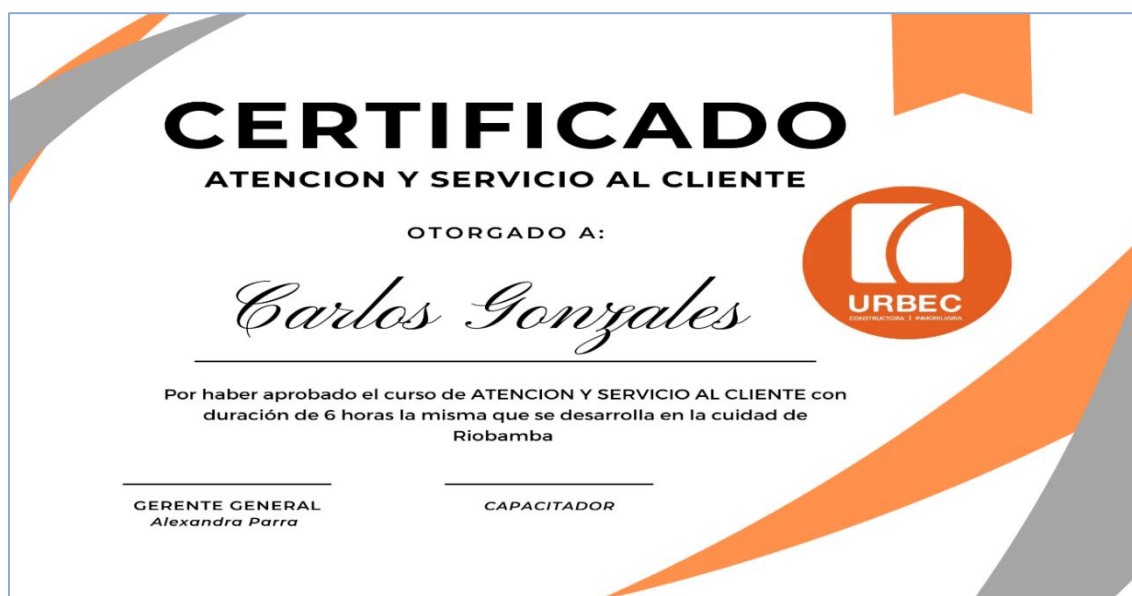 CERTIFICADO
ATENCION Y SERVICIO AL CLIENTE
OTORGADO A:
Carlos Gonzales
URBEC
CONSTRUCTORA | INMOBILIARIA
Por haber aprobado el curso de ATENCION Y SERVICIO AL CLIENTE con
duración de 6 horas la misma que se desarrolla en la cuidad de
Riobamba
GERENTE GENERAL
Alexandra Parra
CAPACITADOR